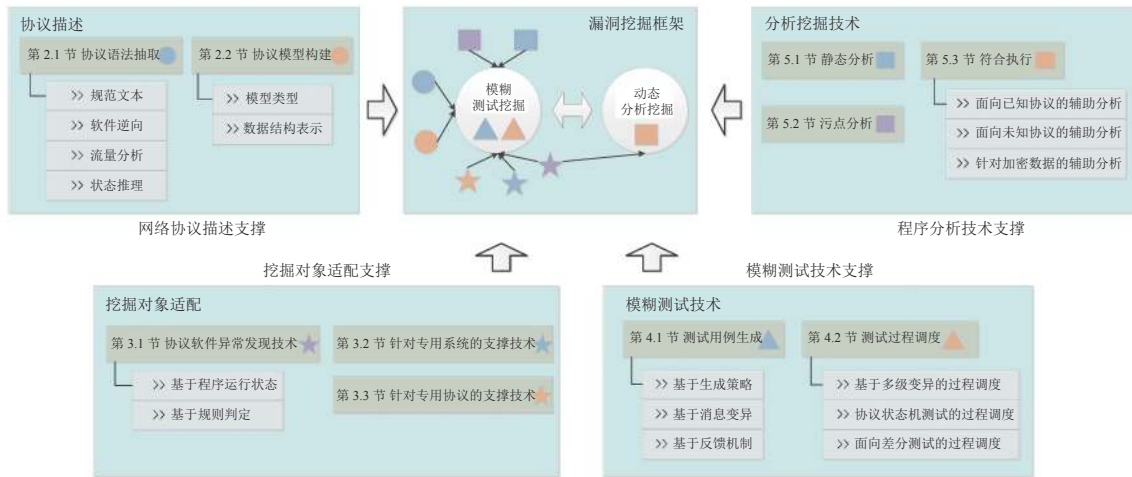 协议描述
第 2.1 节 协议语法抽取
>> 规范文本
>> 软件逆向
>> 流量分析
>> 状态推理
第 2.2 节 协议模型构建
>> 模型类型
>> 数据结构表示
网络协议描述支撑
漏洞挖掘框架
模糊
测试挖掘
动态
分析挖掘
分析挖掘技术
第 5.1 节 静态分析
第 5.2 节 污点分析
第 5.3 节 符合执行
>> 面向已知协议的辅助分析
>> 面向未知协议的辅助分析
>> 针对加密数据的辅助分析
程序分析技术支撑
挖掘对象适配支撑
挖掘对象适配
第 3.1 节 协议软件异常发现技术
>> 基于程序运行状态
>> 基于规则判定
第 3.2 节 针对专用系统的支撑技术
第 3.3 节 针对专用协议的支撑技术
模糊测试技术支撑
模糊测试技术
第 4.1 节 测试用例生成
>> 基于生成策略
>> 基于消息变异
>> 基于反馈机制
第 4.2 节 测试过程调度
>> 基于多级变异的过程调度
>> 协议状态机测试的过程调度
>> 面向差分测试的过程调度